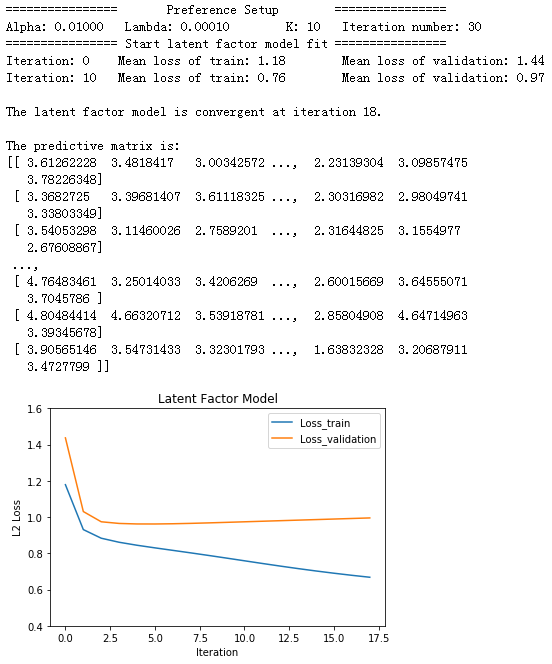 ================ Preference Setup ================
Alpha: 0.01000 Lambda: 0.00010 K: 10 Iteration number: 30
================ Start latent factor model fit ================
Iteration: 0 Mean loss of train: 1.18 Mean loss of validation: 1.44
Iteration: 10 Mean loss of train: 0.76 Mean loss of validation: 0.97
The latent factor model is convergent at iteration 18.
The predictive matrix is:
[[ 3.61262228 3.4818417 3.00342572 ..., 2.23139304 3.09857475
3.78226348]
[ 3.3682725 3.39681407 3.61118325 ..., 2.30316982 2.98049741
3.33803349]
[ 3.54053298 3.11460026 2.7589201 ..., 2.31644825 3.1554977
2.67608867]
...,
[ 4.76483461 3.25014033 3.4206269 ..., 2.60015669 3.64555071
3.7045786 ]
[ 4.80484414 4.66320712 3.53918781 ..., 2.85804908 4.64714963
3.39345678]
[ 3.90565146 3.54731433 3.32301793 ..., 1.63832328 3.20687911
3.4727799 ]]
Latent Factor Model
1.6
1.4
1.2
1.0
0.8
0.6
0.4
L2 Loss
Loss_train
Loss_validation
0.0 2.5 5.0 7.5 10.0 12.5 15.0 17.5
Iteration